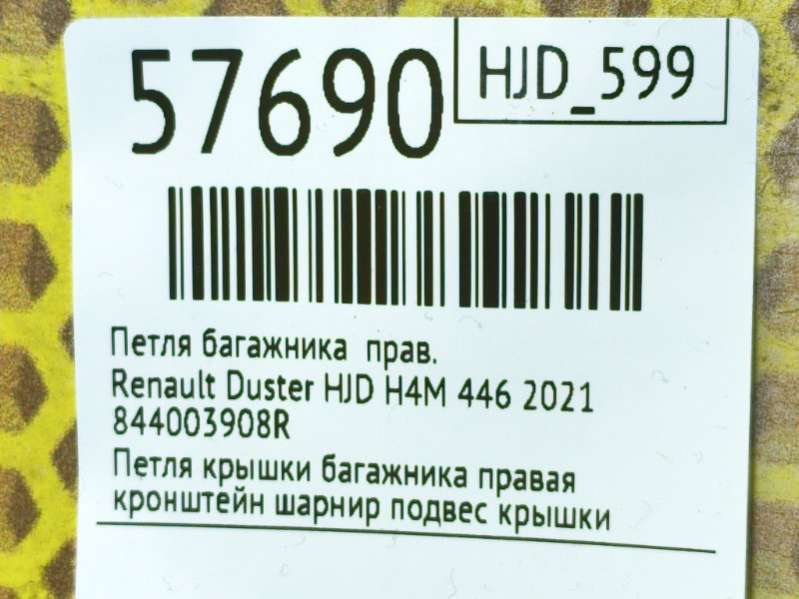 57690
HJD_599
Петля багажника прав.
Renault Duster HJD H4M 446 2021
844003908R
Петля крышки багажника правая
кронштейн шарнир подвес крышки